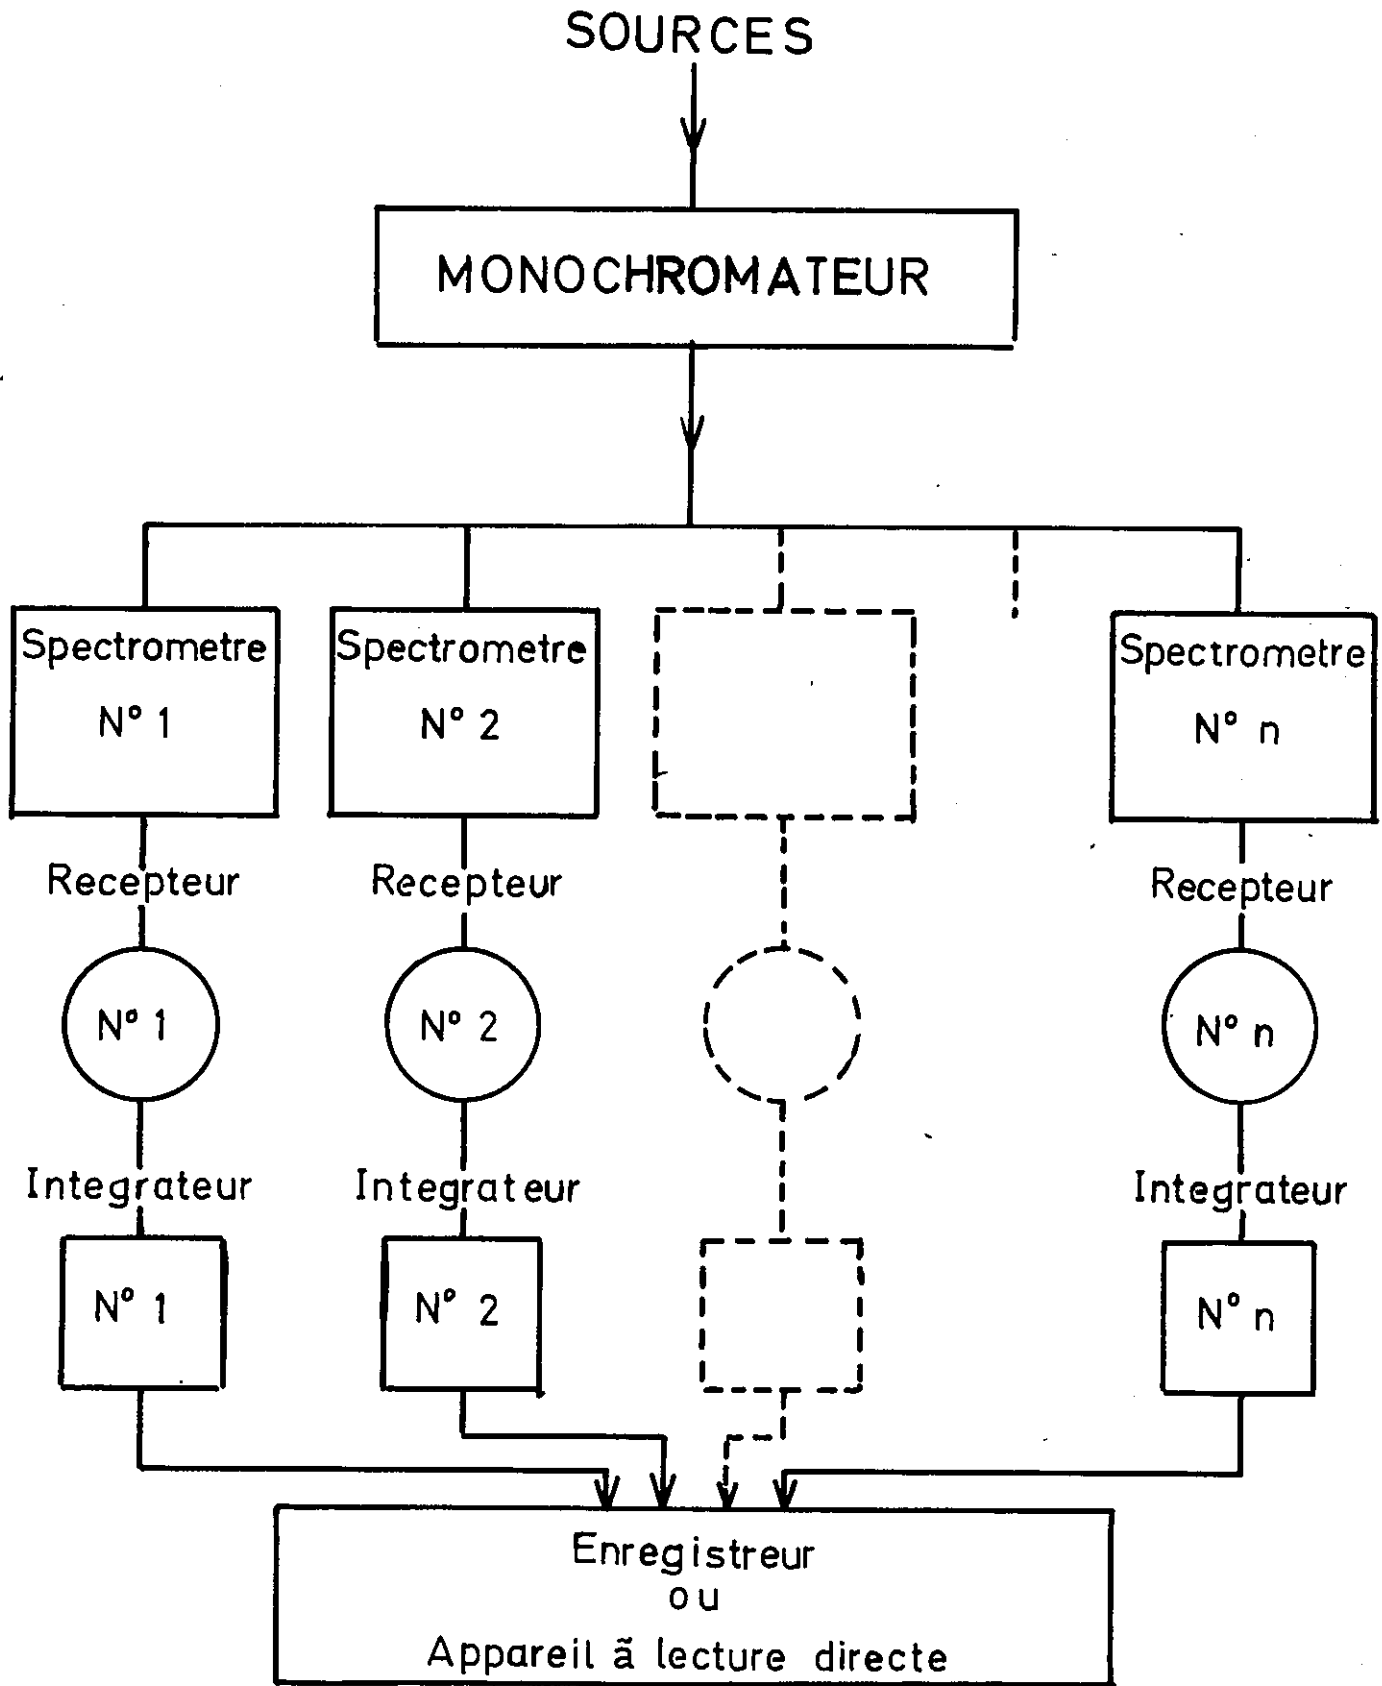 SOURCES
MONOCHROMATEUR
Spectrometre
N° 1
Spectrometre
N° 2
Spectrometre
N° n
Recepteur
Recepteur
Recepteur
N° 1
N° 2
N° n
Integrateur
Integrateur
Integrateur
N° 1
N° 2
N° n
Enregistreur
ou
Appareil ã lecture directe